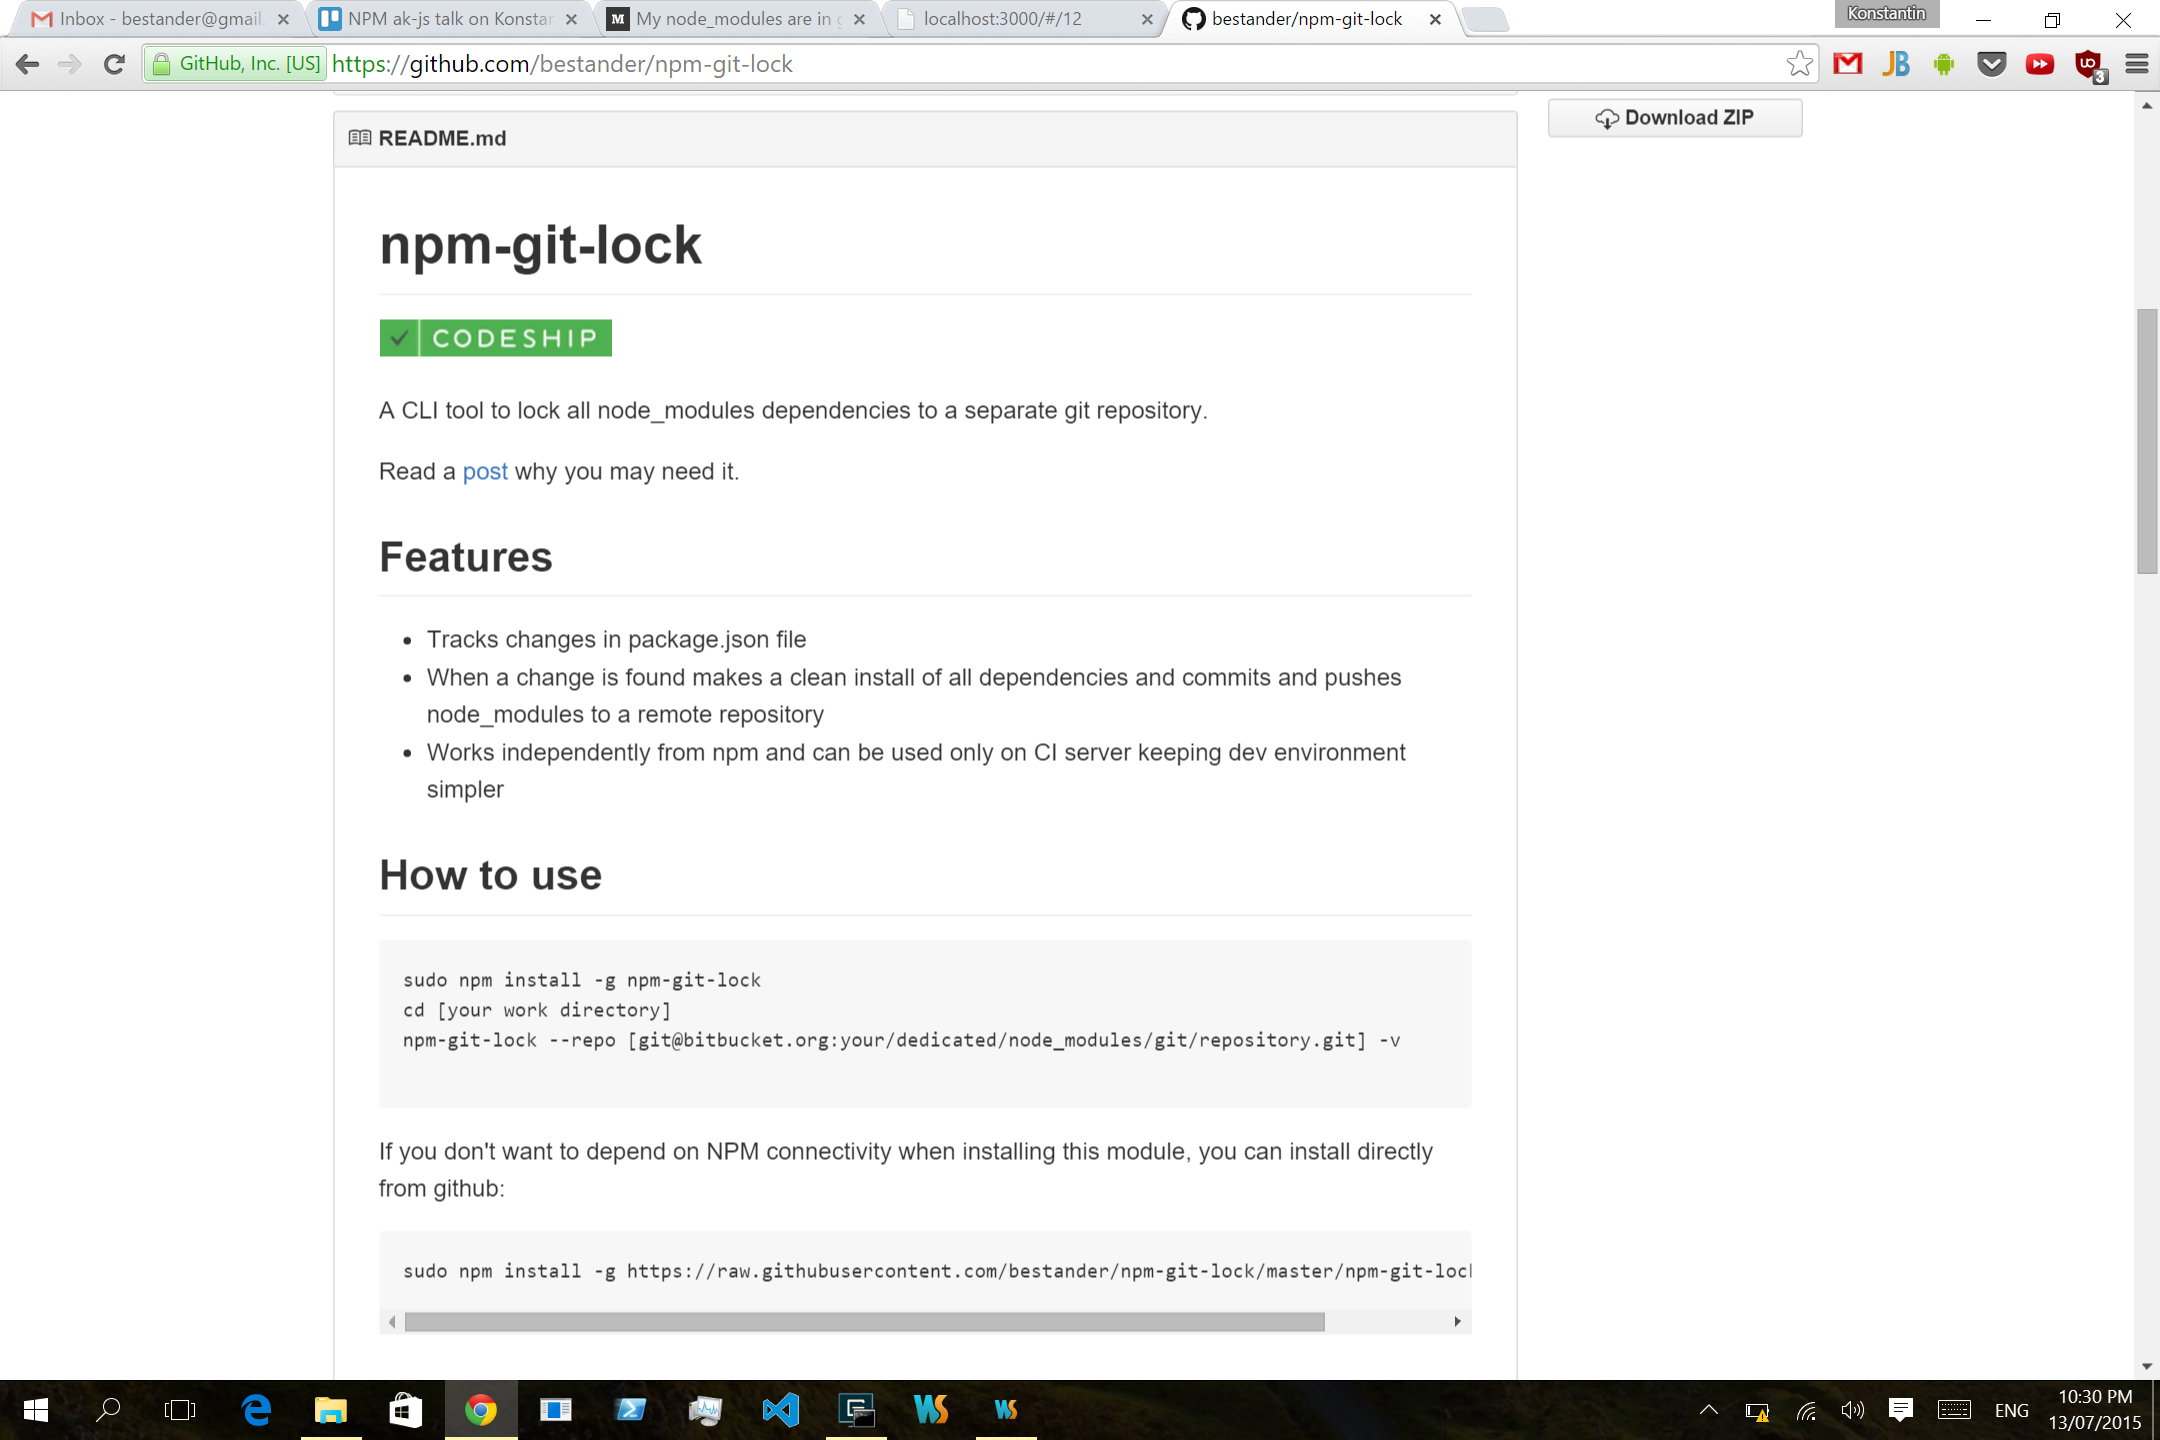 Inbox - bestander@gmail.
NPM ak-js talk on Konstan
My node_modules are in g
localhost:3000/#/12
bestander/npm-git-lock
Konstantin
GitHub, Inc. [US]
https://github.com/bestander/npm-git-lock
JB
3
README.md
Download ZIP
npm-git-lock
CODESHIP
A CLI tool to lock all node_modules dependencies to a separate git repository.
Read a post why you may need it.
Features
Tracks changes in package.json file
When a change is found makes a clean install of all dependencies and commits and pushes
node_modules to a remote repository
Works independently from npm and can be used only on CI server keeping dev environment
simpler
How to use
sudo npm install -g npm-git-lock
cd [your work directory]
npm-git-lock --repo [git@bitbucket.org:your/dedicated/node_modules/git/repository.git] -v
If you don't want to depend on NPM connectivity when installing this module, you can install directly
from github:
sudo npm install -g https://raw.githubusercontent.com/bestander/npm-git-lock/master/npm-git-lock
WS
WS
ENG
10:30 PM
13/07/2015